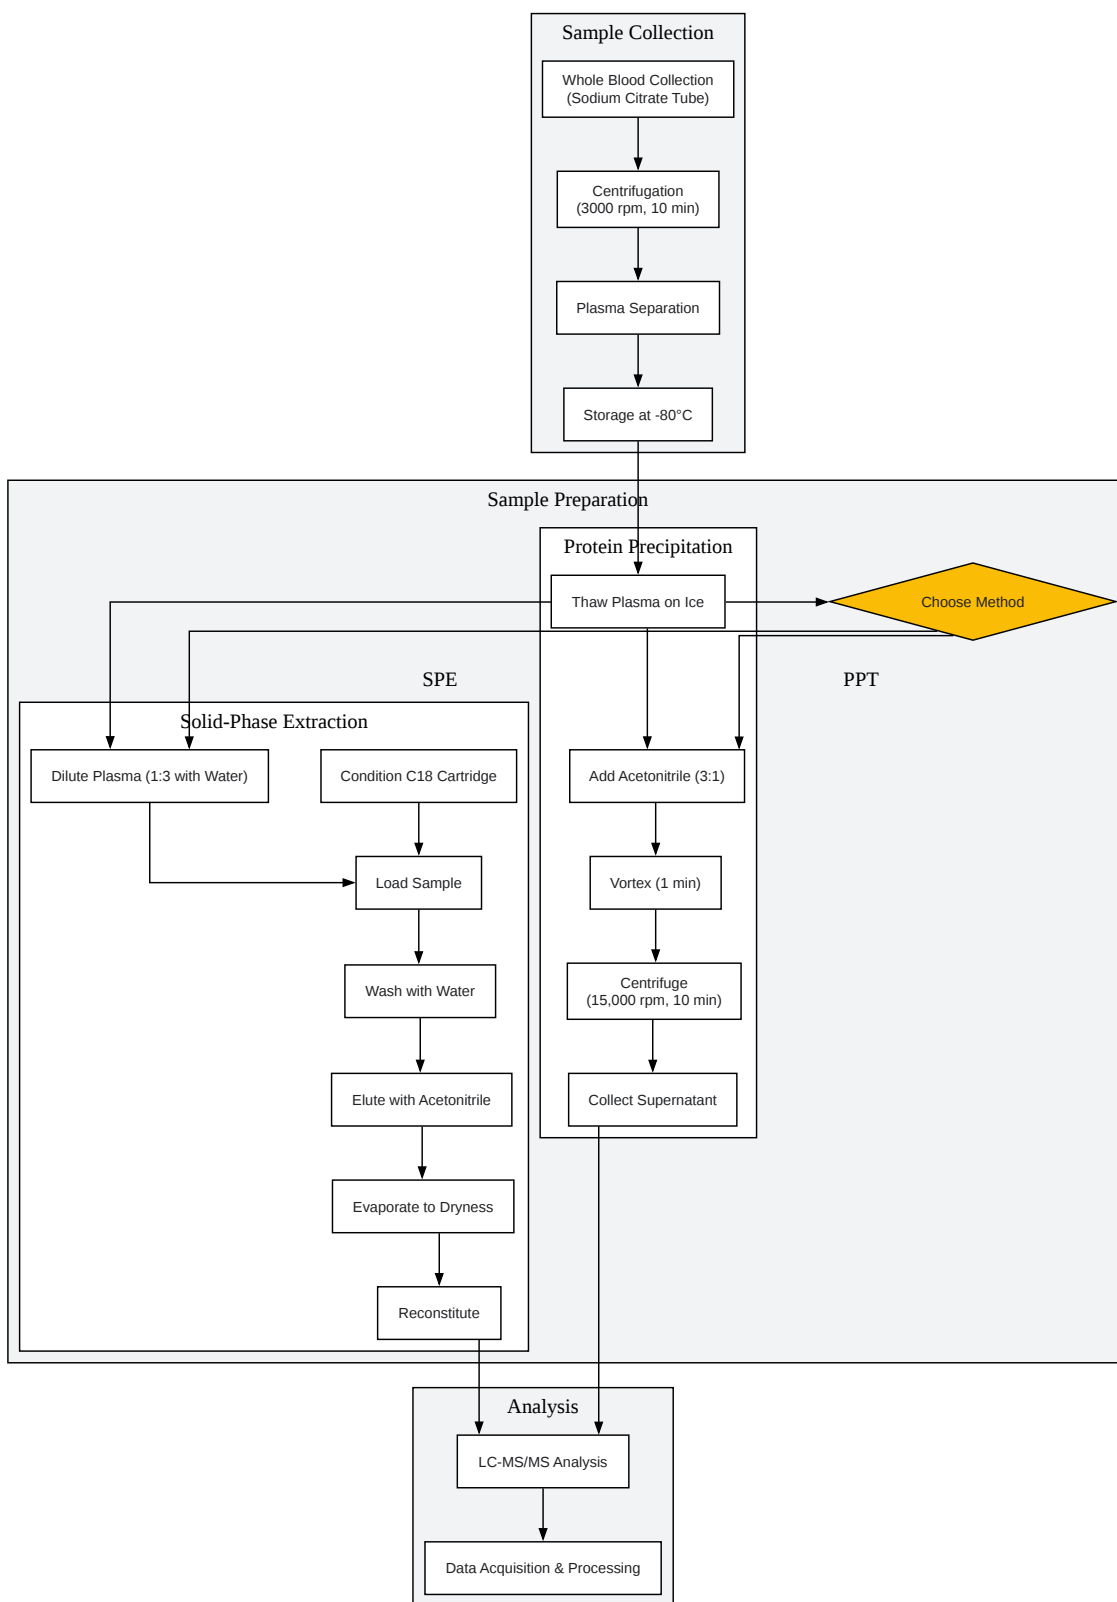 Sample Collection
Whole Blood Collection
(Sodium Citrate Tube)
Centrifugation
(3000 rpm, 10 min)
Plasma Separation
Storage at -80°C
Sample Preparation
Protein Precipitation
Thaw Plasma on Ice
Choose Method
SPE
PPT
Solid-Phase Extraction
Dilute Plasma (1:3 with Water)
Condition C18 Cartridge
Add Acetonitrile (3:1)
Load Sample
Vortex (1 min)
Wash with Water
Centrifuge
(15,000 rpm, 10 min)
Elute with Acetonitrile
Collect Supernatant
Evaporate to Dryness
Reconstitute
Analysis
LC-MS/MS Analysis
Data Acquisition & Processing